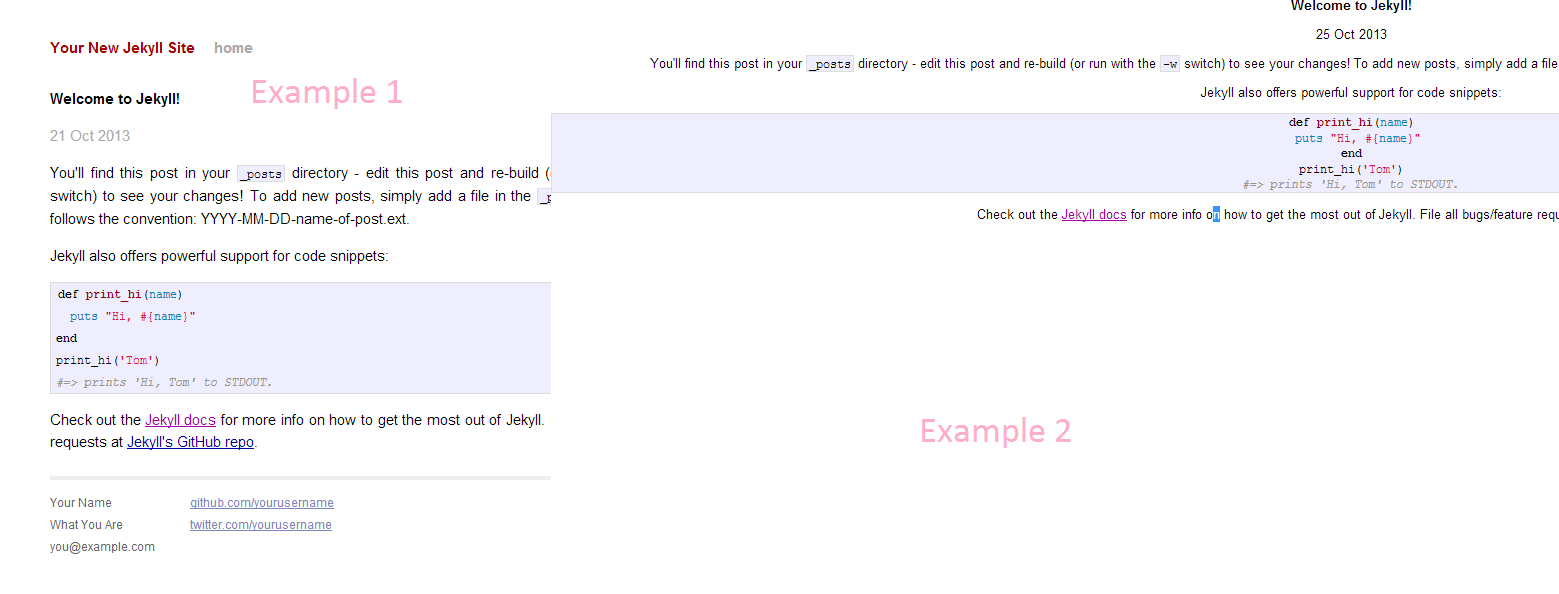 Your New Jekyll Site home
Example 1
Welcome to Jekyll!
21 Oct 2013
You'll find this post in your _posts directory - edit this post and re-build (
switch) to see your changes! To add new posts, simply add a file in the _p
follows the convention: YYYY-MM-DD-name-of-post.ext.
Jekyll also offers powerful support for code snippets:
def print_hi(name)
  puts "Hi, #{name}"
end
print_hi('Tom')
#=> prints 'Hi, Tom' to STDOUT.
Check out the Jekyll docs for more info on how to get the most out of Jekyll.
requests at Jekyll's GitHub repo.
Your Name github.com/yourusername
What You Are twitter.com/yourusername
you@example.com
Welcome to Jekyll!
25 Oct 2013
You'll find this post in your _posts directory - edit this post and re-build (or run with the -w switch) to see your changes! To add new posts, simply add a file
Jekyll also offers powerful support for code snippets:
def print_hi(name)
  puts "Hi, #{name}"
end
print_hi('Tom')
#=> prints 'Hi, Tom' to STDOUT.
Check out the Jekyll docs for more info on how to get the most out of Jekyll. File all bugs/feature requ
Example 2